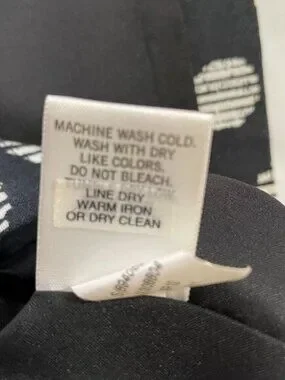 MACHINE WASH COLD.
WASH WITH DRY
LIKE COLORS.
DO NOT BLEACH.
LINE DRY
WARM IRON
OR DRY CLEAN